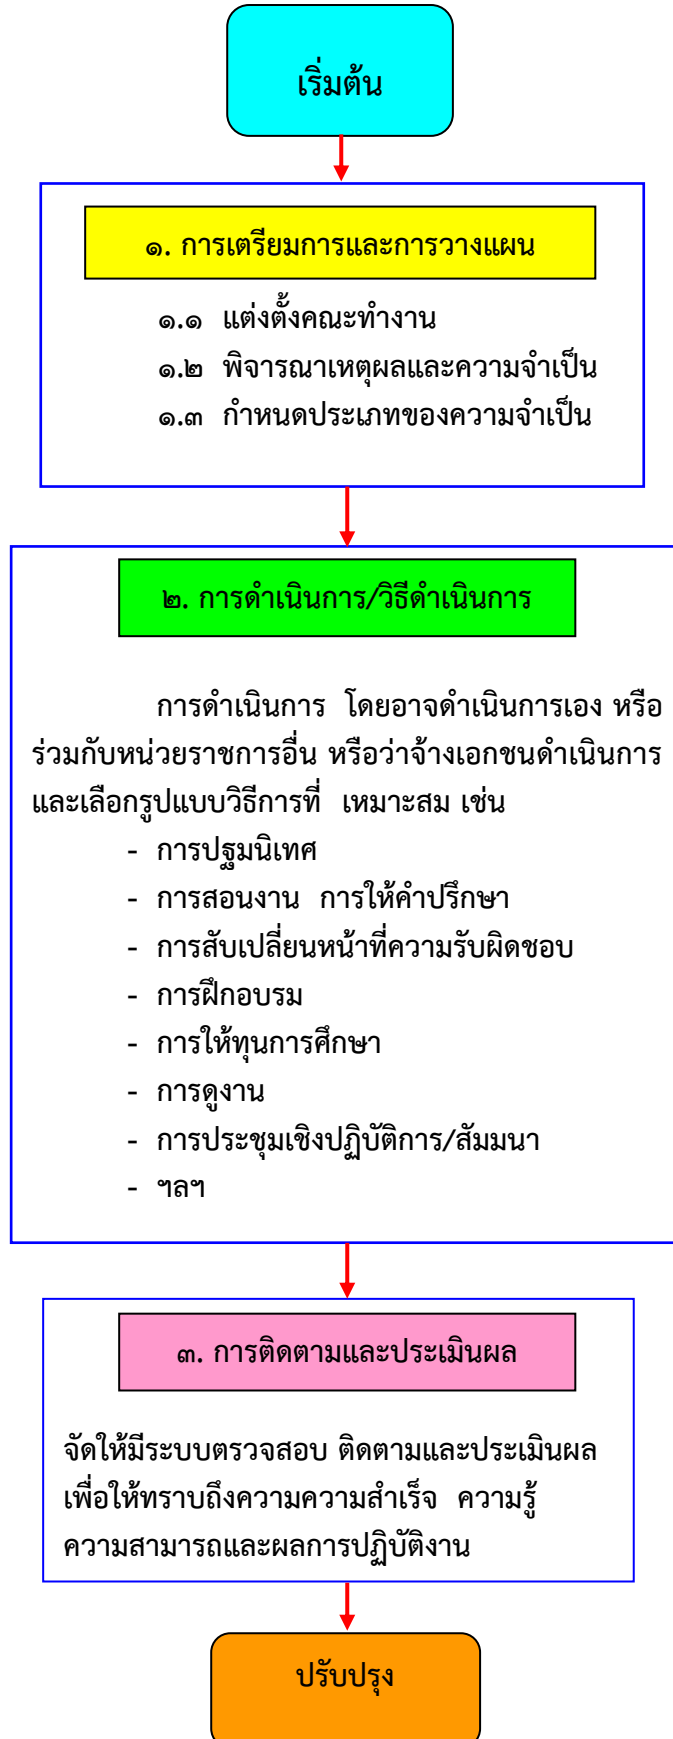 เริ่มต้น
๑. การเตรียมการและการวางแผน
๑.๑ แต่งตั้งคณะทำงาน
๑.๒ พิจารณาเหตุผลและความจำเป็น
๑.๓ กำหนดประเภทของความจำเป็น
๒. การดำเนินการ/วิธีดำเนินการ
การดำเนินการ โดยอาจดำเนินการเอง หรือ
ร่วมกับหน่วยราชการอื่น หรือว่าจ้างเอกชนดำเนินการ
และเลือกรูปแบบวิธีการที่ เหมาะสม เช่น
- การปฐมนิเทศ
- การสอนงาน การให้คำปรึกษา
- การสับเปลี่ยนหน้าที่ความรับผิดชอบ
- การฝึกอบรม
- การให้ทุนการศึกษา
- การดูงาน
- การประชุมเชิงปฏิบัติการ/สัมมนา
- ฯลฯ
๓. การติดตามและประเมินผล
จัดให้มีระบบตรวจสอบ ติดตามและประเมินผล
เพื่อให้ทราบถึงความความสำเร็จ ความรู้
ความสามารถและผลการปฏิบัติงาน
ปรับปรุง